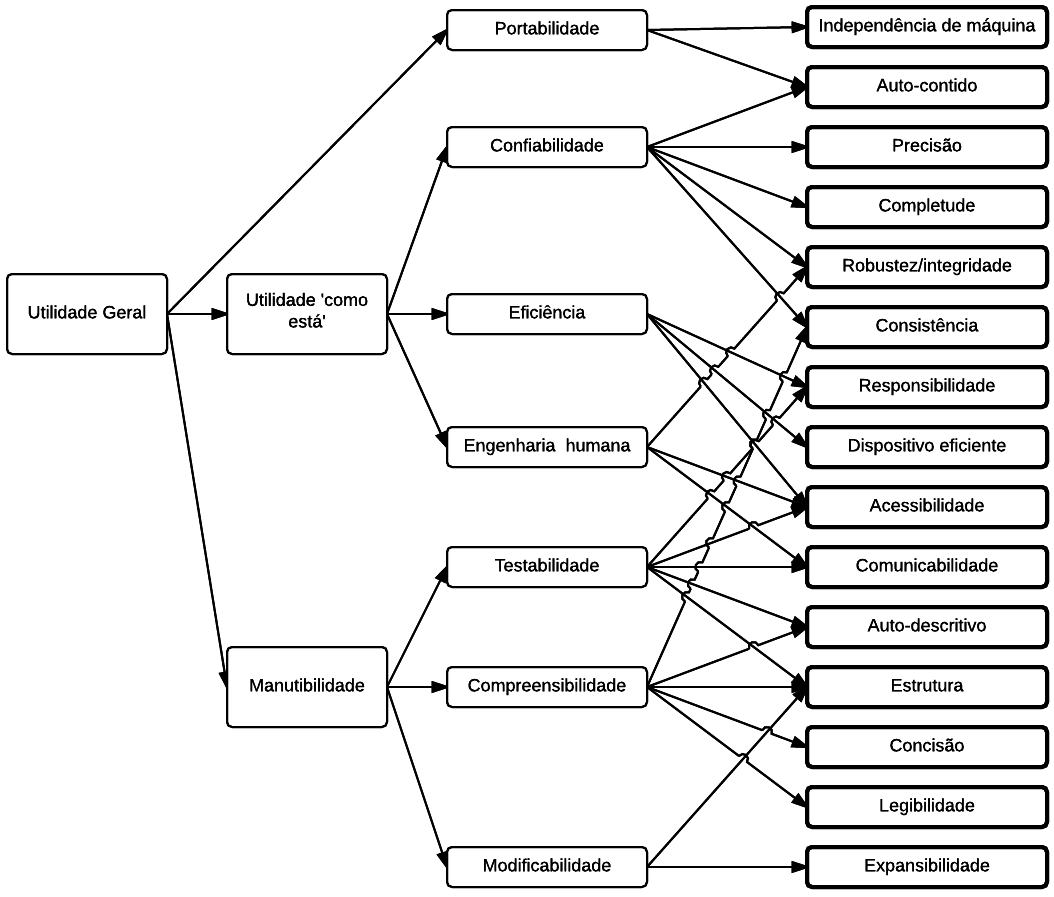 Utilidade Geral
Utilidade 'como
está'
Manutibilidade
Portabilidade
Confiabilidade
Eficiência
Engenharia humana
Testabilidade
Compreensibilidade
Modificabilidade
Independência de máquina
Auto-contido
Precisão
Completude
Robustez/integridade
Consistência
Responsibilidade
Dispositivo eficiente
Acessibilidade
Comunicabilidade
Auto-descritivo
Estrutura
Concisão
Legibilidade
Expansibilidade